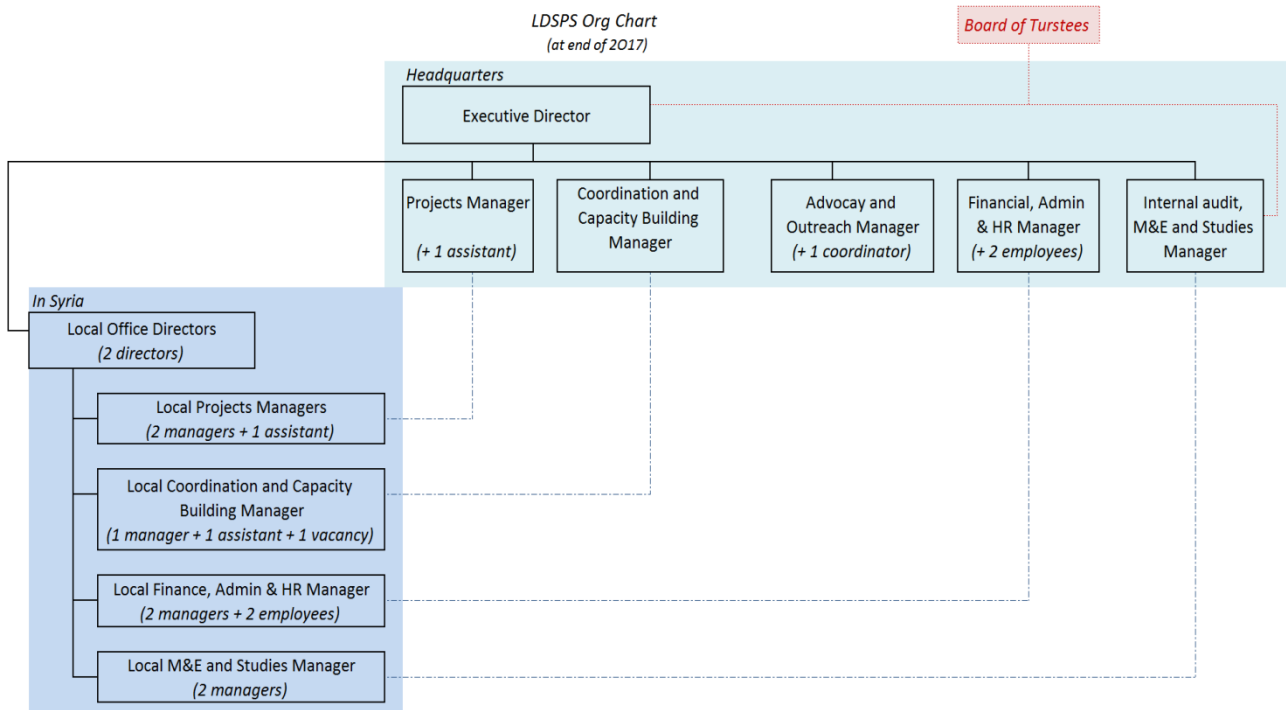 LDSPS Org Chart
(at end of 2017)
Board of Turstees
Headquarters
Executive Director
Projects Manager
(+ 1 assistant)
Coordination and
Capacity Building
Manager
Advocay and
Outreach Manager
(+ 1 coordinator)
Financial, Admin
& HR Manager
(+ 2 employees)
Internal audit,
M&E and Studies
Manager
In Syria
Local Office Directors
(2 directors)
Local Projects Managers
(2 managers + 1 assistant)
Local Coordination and Capacity
Building Manager
(1 manager + 1 assistant + 1 vacancy)
Local Finance, Admin & HR Manager
(2 managers + 2 employees)
Local M&E and Studies Manager
(2 managers)